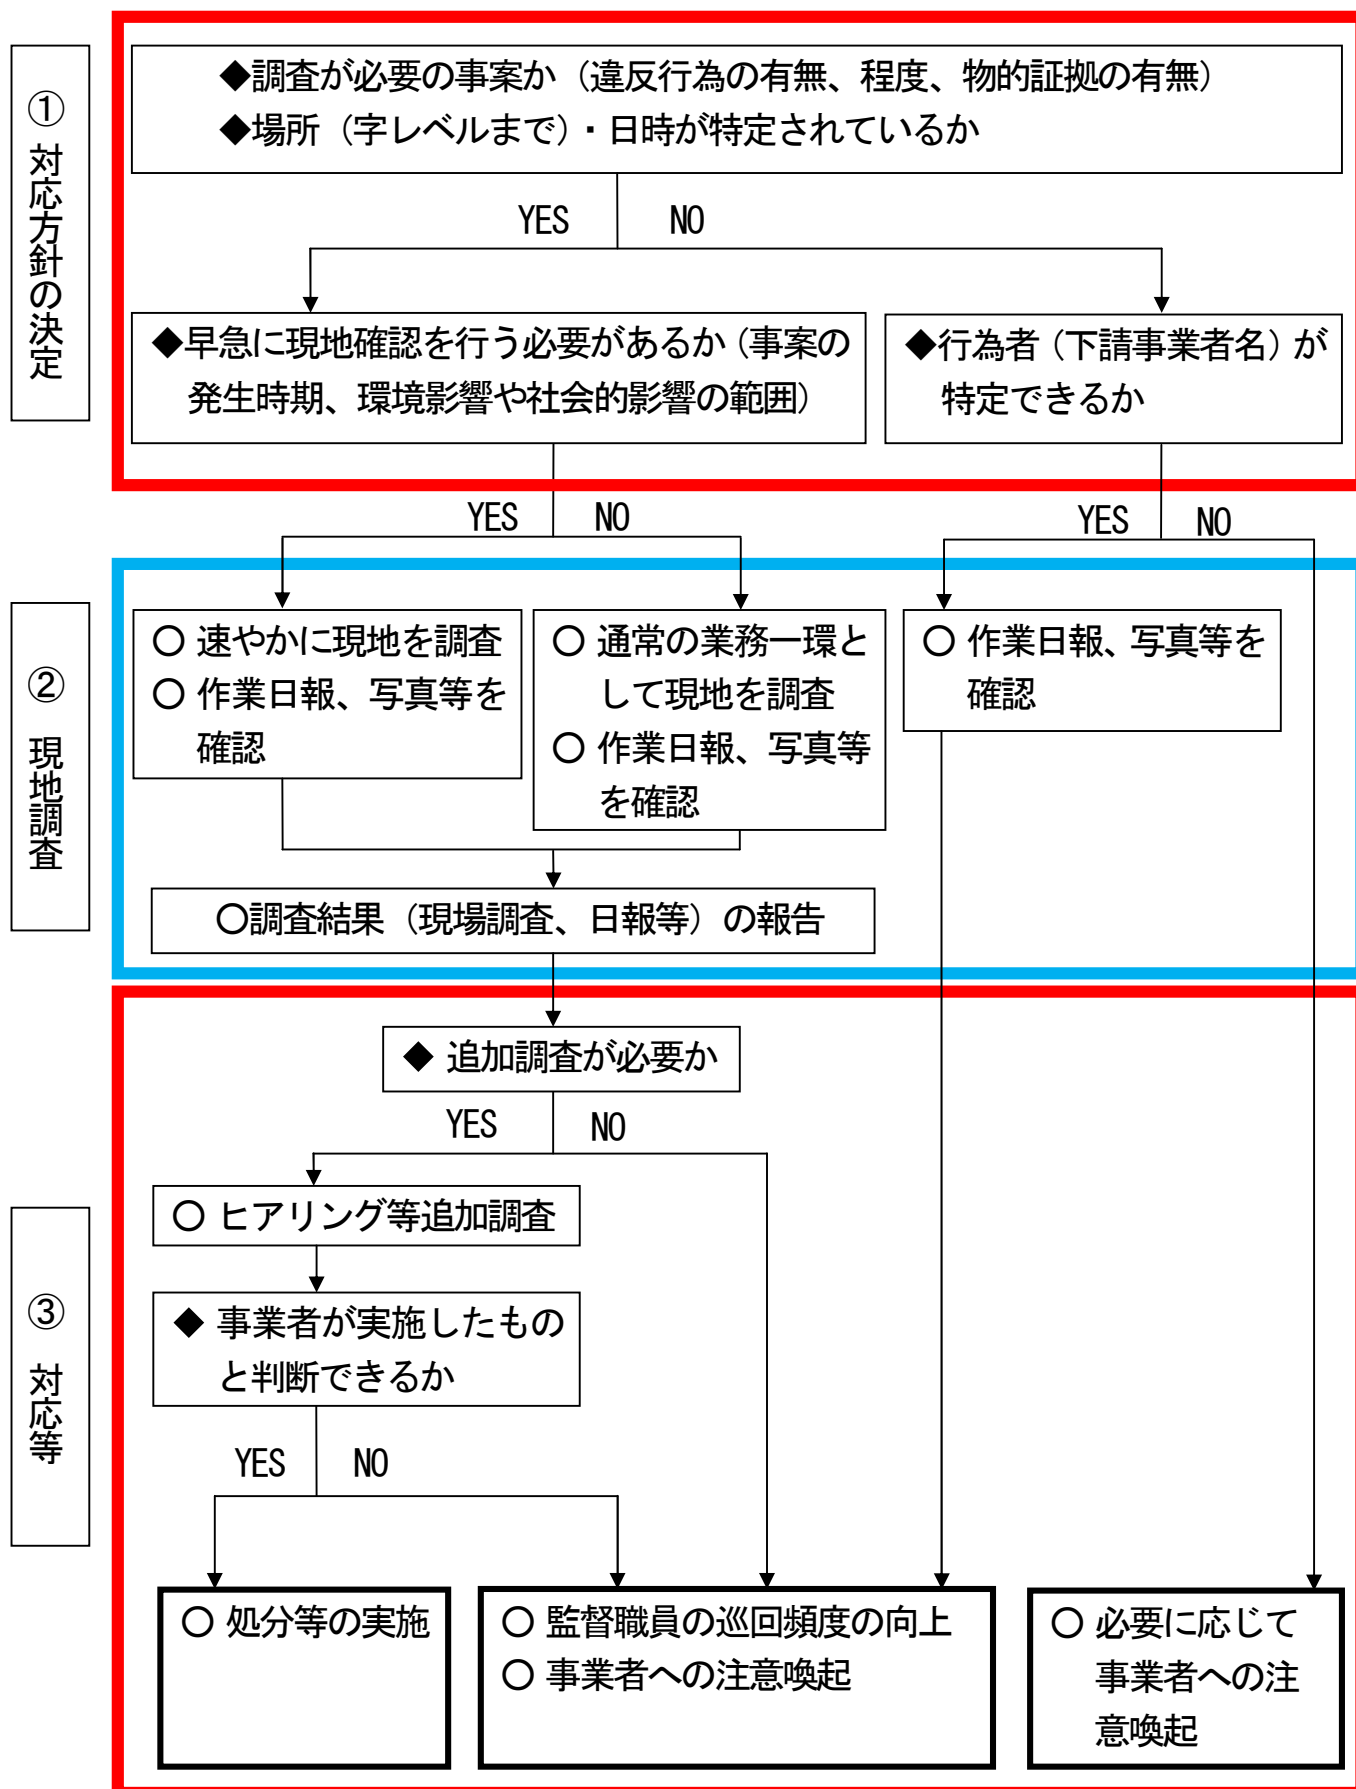 ① 対応方針の決定
◆調査が必要の事案か（違反行為の有無、程度、物的証拠の有無）
◆場所（字レベルまで）・日時が特定されているか
YES NO
◆早急に現地確認を行う必要があるか（事案の
発生時期、環境影響や社会的影響の範囲）
◆行為者（下請事業者名）が
特定できるか
YES NO
YES NO
② 現地調査
○ 速やかに現地を調査
○ 作業日報、写真等を
確認
○ 通常の業務一環と
して現地を調査
○ 作業日報、写真等
を確認
○ 作業日報、写真等を
確認
○調査結果（現場調査、日報等）の報告
③ 対応等
◆ 追加調査が必要か
YES NO
○ ヒアリング等追加調査
◆ 事業者が実施したもの
と判断できるか
YES NO
○ 処分等の実施
○ 監督職員の巡回頻度の向上
○ 事業者への注意喚起
○ 必要に応じて
事業者への注
意喚起